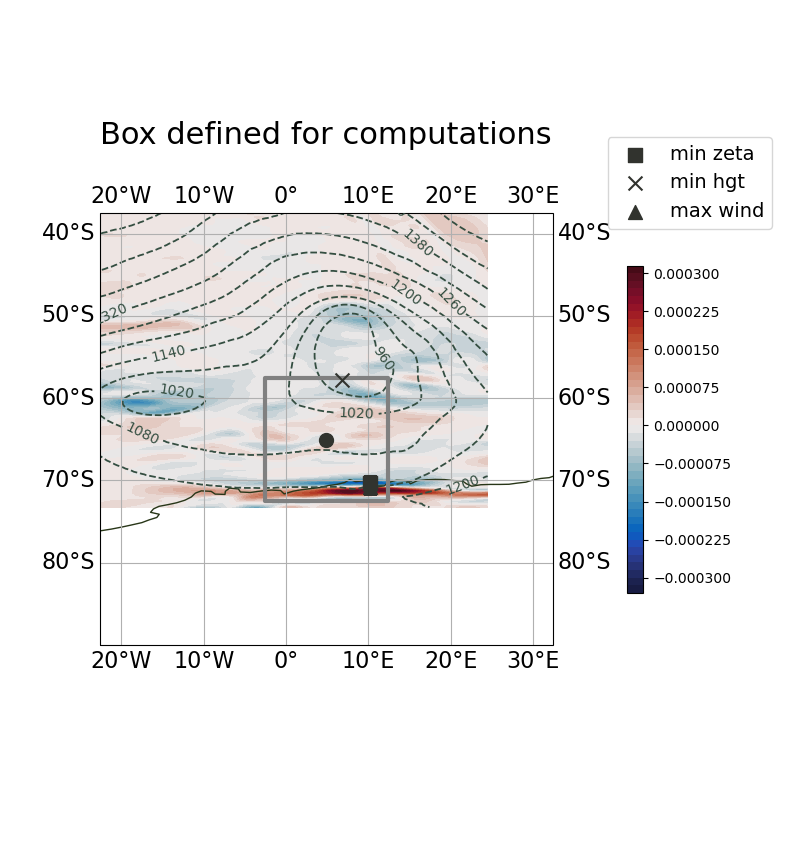 Box defined for computations
min zeta
min hgt
max wind
20°W 10°W 0° 10°E 20°E 30°E
40°S 40°S
50°S 50°S
60°S 60°S
70°S 70°S
80°S 80°S
1380
1260
1200
320
1140
960
1020
1020
1080
1200
0.000300
0.000225
0.000150
0.000075
0.000000
−0.000075
−0.000150
−0.000225
−0.000300
20°W 10°W 0° 10°E 20°E 30°E